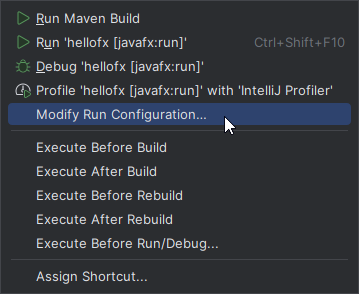 Run Maven Build
Run 'hellofx [javafx:run]' Ctrl+Shift+F10
Debug 'hellofx [javafx:run]'
Profile 'hellofx [javafx:run]' with 'IntelliJ Profiler'
Modify Run Configuration...
Execute Before Build
Execute After Build
Execute Before Rebuild
Execute After Rebuild
Execute Before Run/Debug...
Assign Shortcut...